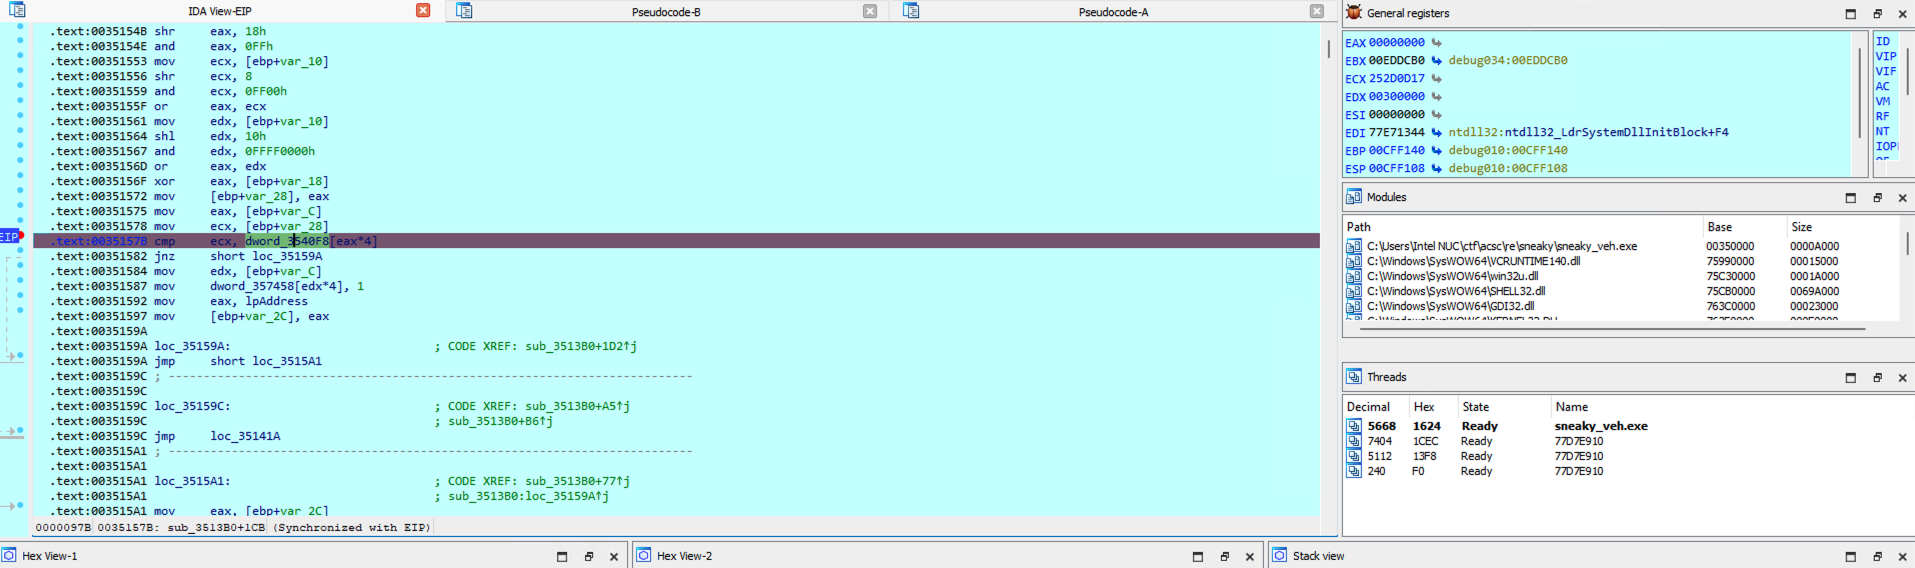 IDA View-EIP
Pseudocode-B
Pseudocode-A
.text:0035154B shr eax, 18h
.text:0035154E and eax, 0FFh
.text:00351553 mov ecx, [ebp+var_10]
.text:00351556 shr ecx, 8
.text:00351559 and ecx, 0FF00h
.text:0035155F or eax, ecx
.text:00351561 mov edx, [ebp+var_10]
.text:00351564 shl edx, 10h
.text:00351567 and edx, 0FFFF0000h
.text:0035156D or eax, edx
.text:0035156F xor eax, [ebp+var_18]
.text:00351572 mov [ebp+var_28], eax
.text:00351575 mov eax, [ebp+var_C]
.text:00351578 mov ecx, [ebp+var_28]
EIP .text:0035157B cmp ecx, dword_3540F8[eax*4]
.text:00351582 jnz short loc_35159A
.text:00351584 mov edx, [ebp+var_C]
.text:00351587 mov dword_357458[edx*4], 1
.text:00351592 mov eax, lpAddress
.text:00351597 mov [ebp+var_2C], eax
.text:0035159A
.text:0035159A loc_35159A: ; CODE XREF: sub_3513B0+1D2↑j
.text:0035159A jmp short loc_3515A1
.text:0035159C ; ---------------------------------------------------------------------------
.text:0035159C
.text:0035159C loc_35159C: ; CODE XREF: sub_3513B0+A5↑j
.text:0035159C ; sub_3513B0+B6↑j
.text:0035159C jmp loc_35141A
.text:003515A1 ; ---------------------------------------------------------------------------
.text:003515A1
.text:003515A1 loc_3515A1: ; CODE XREF: sub_3513B0+77↑j
.text:003515A1 ; sub_3513B0:loc_35159A↑j
.text:003515A1 mov eax, [ebp+var_2C]
0000097B 0035157B: sub_3513B0+1CB (Synchronized with EIP)
General registers
EAX 00000000
EBX 00EDDCB0 debug034:00EDDCB0
ECX 252D0D17
EDX 00300000
ESI 00000000
EDI 77E71344 ntdll32:ntdll32_LdrSystemDllInitBlock+F4
EBP 00CFF140 debug010:00CFF140
ESP 00CFF108 debug010:00CFF108
ID
VIP
VIF
AC
VM
RF
NT
IOPL
Modules
Path Base Size
C:\Users\Intel NUC\ctf\acsc\re\sneaky\sneaky_veh.exe 00350000 0000A000
C:\Windows\SysWOW64\VCRUNTIME140.dll 75990000 00015000
C:\Windows\SysWOW64\win32u.dll 75C30000 0001A000
C:\Windows\SysWOW64\SHELL32.dll 75CB0000 0069A000
C:\Windows\SysWOW64\GDI32.dll 763C0000 00023000
Threads
Decimal Hex State Name
5668 1624 Ready sneaky_veh.exe
7404 1CEC Ready 77D7E910
5112 13F8 Ready 77D7E910
240 F0 Ready 77D7E910
Hex View-1
Hex View-2
Stack view